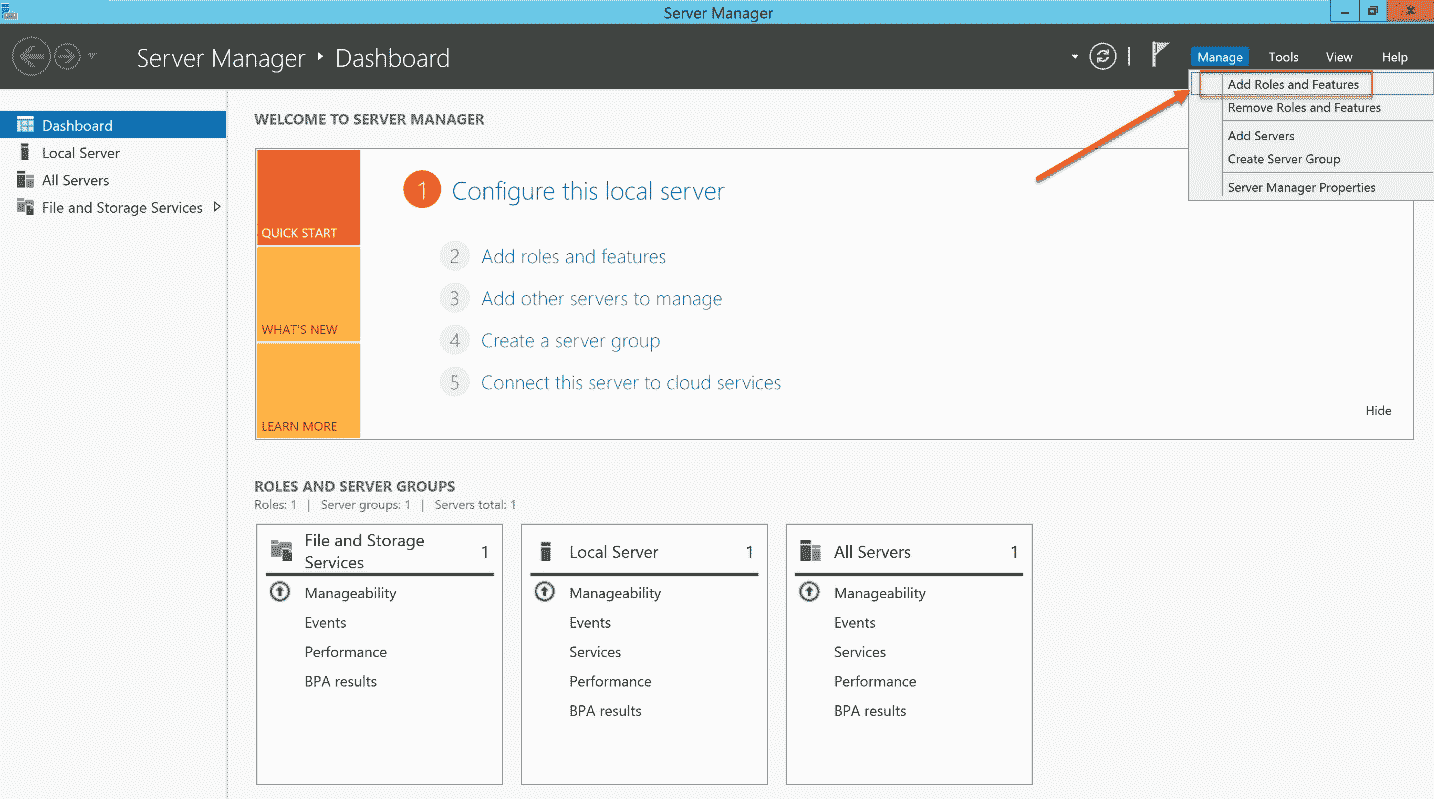 Server Manager
Server Manager ‣ Dashboard
Manage Tools View Help
Add Roles and Features
Remove Roles and Features
Add Servers
Create Server Group
Server Manager Properties
Dashboard
Local Server
All Servers
File and Storage Services
WELCOME TO SERVER MANAGER
QUICK START
WHAT'S NEW
LEARN MORE
1 Configure this local server
2 Add roles and features
3 Add other servers to manage
4 Create a server group
5 Connect this server to cloud services
Hide
ROLES AND SERVER GROUPS
Roles: 1 | Server groups: 1 | Servers total: 1
File and Storage
Services 1
Manageability
Events
Performance
BPA results
Local Server 1
Manageability
Events
Services
Performance
BPA results
All Servers 1
Manageability
Events
Services
Performance
BPA results